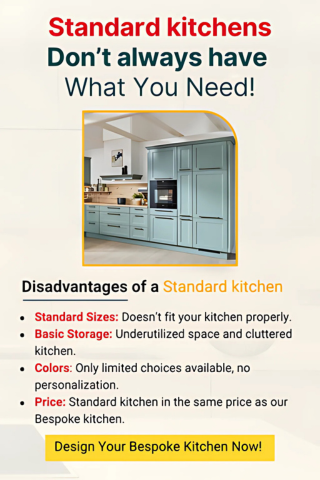 Standard kitchens
Don’t always have
What You Need!
Disadvantages of a Standard kitchen
• Standard Sizes: Doesn’t fit your kitchen properly.
• Basic Storage: Underutilized space and cluttered
kitchen.
• Colors: Only limited choices available, no
personalization.
• Price: Standard kitchen in the same price as our
Bespoke kitchen.
Design Your Bespoke Kitchen Now!